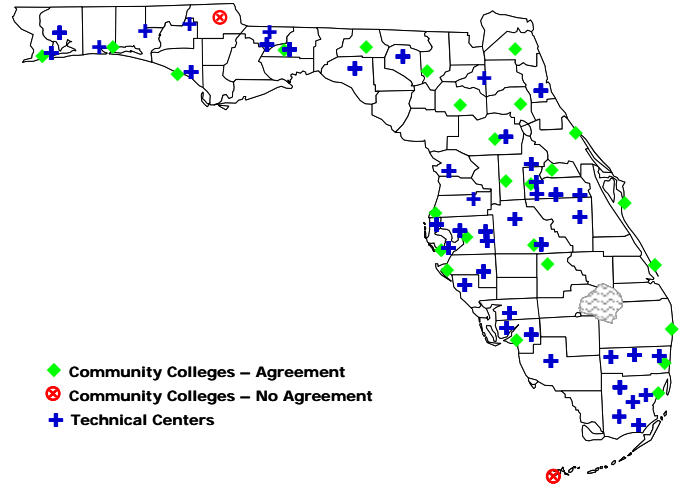 Community Colleges – Agreement
Community Colleges – No Agreement
Technical Centers